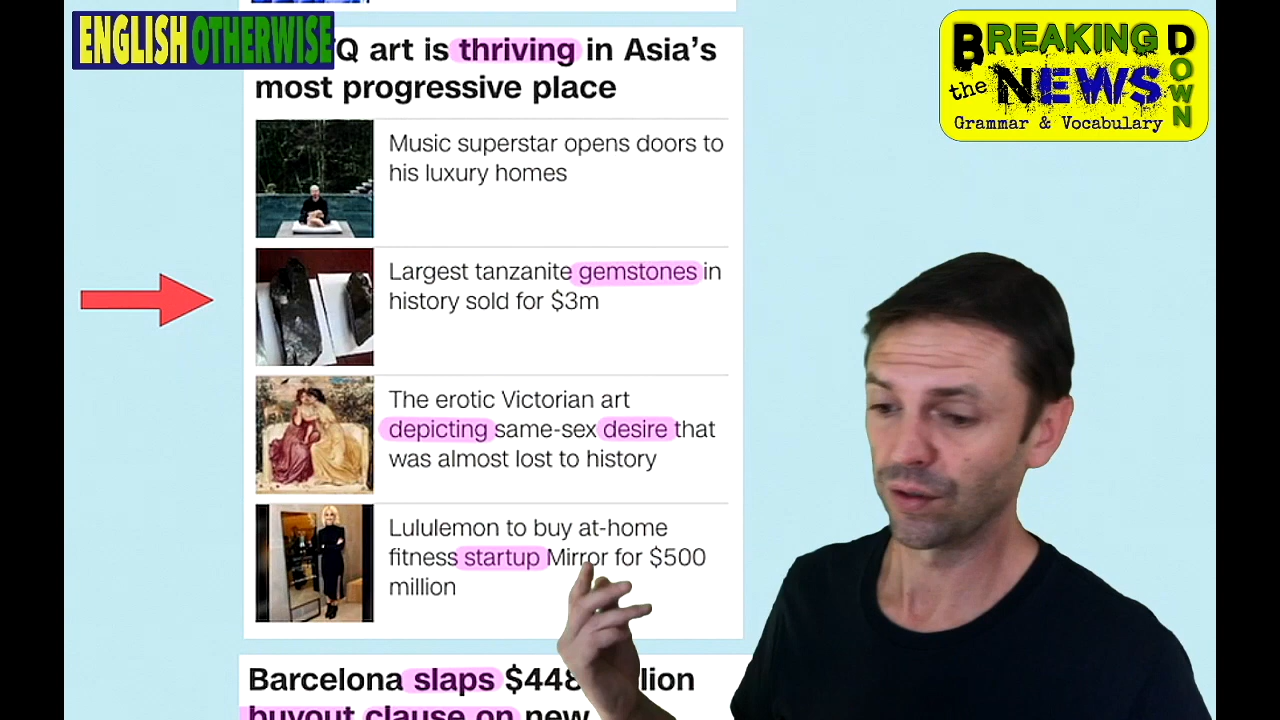 ENGLISH OTHERWISE
BREAKING DOWN
the NEWS
Grammar & Vocabulary
Q art is thriving in Asia’s
most progressive place
Music superstar opens doors to
his luxury homes
Largest tanzanite gemstones in
history sold for $3m
The erotic Victorian art
depicting same-sex desire that
was almost lost to history
Lululemon to buy at-home
fitness startup Mirror for $500
million
Barcelona slaps $448 lion
buyout clause on new